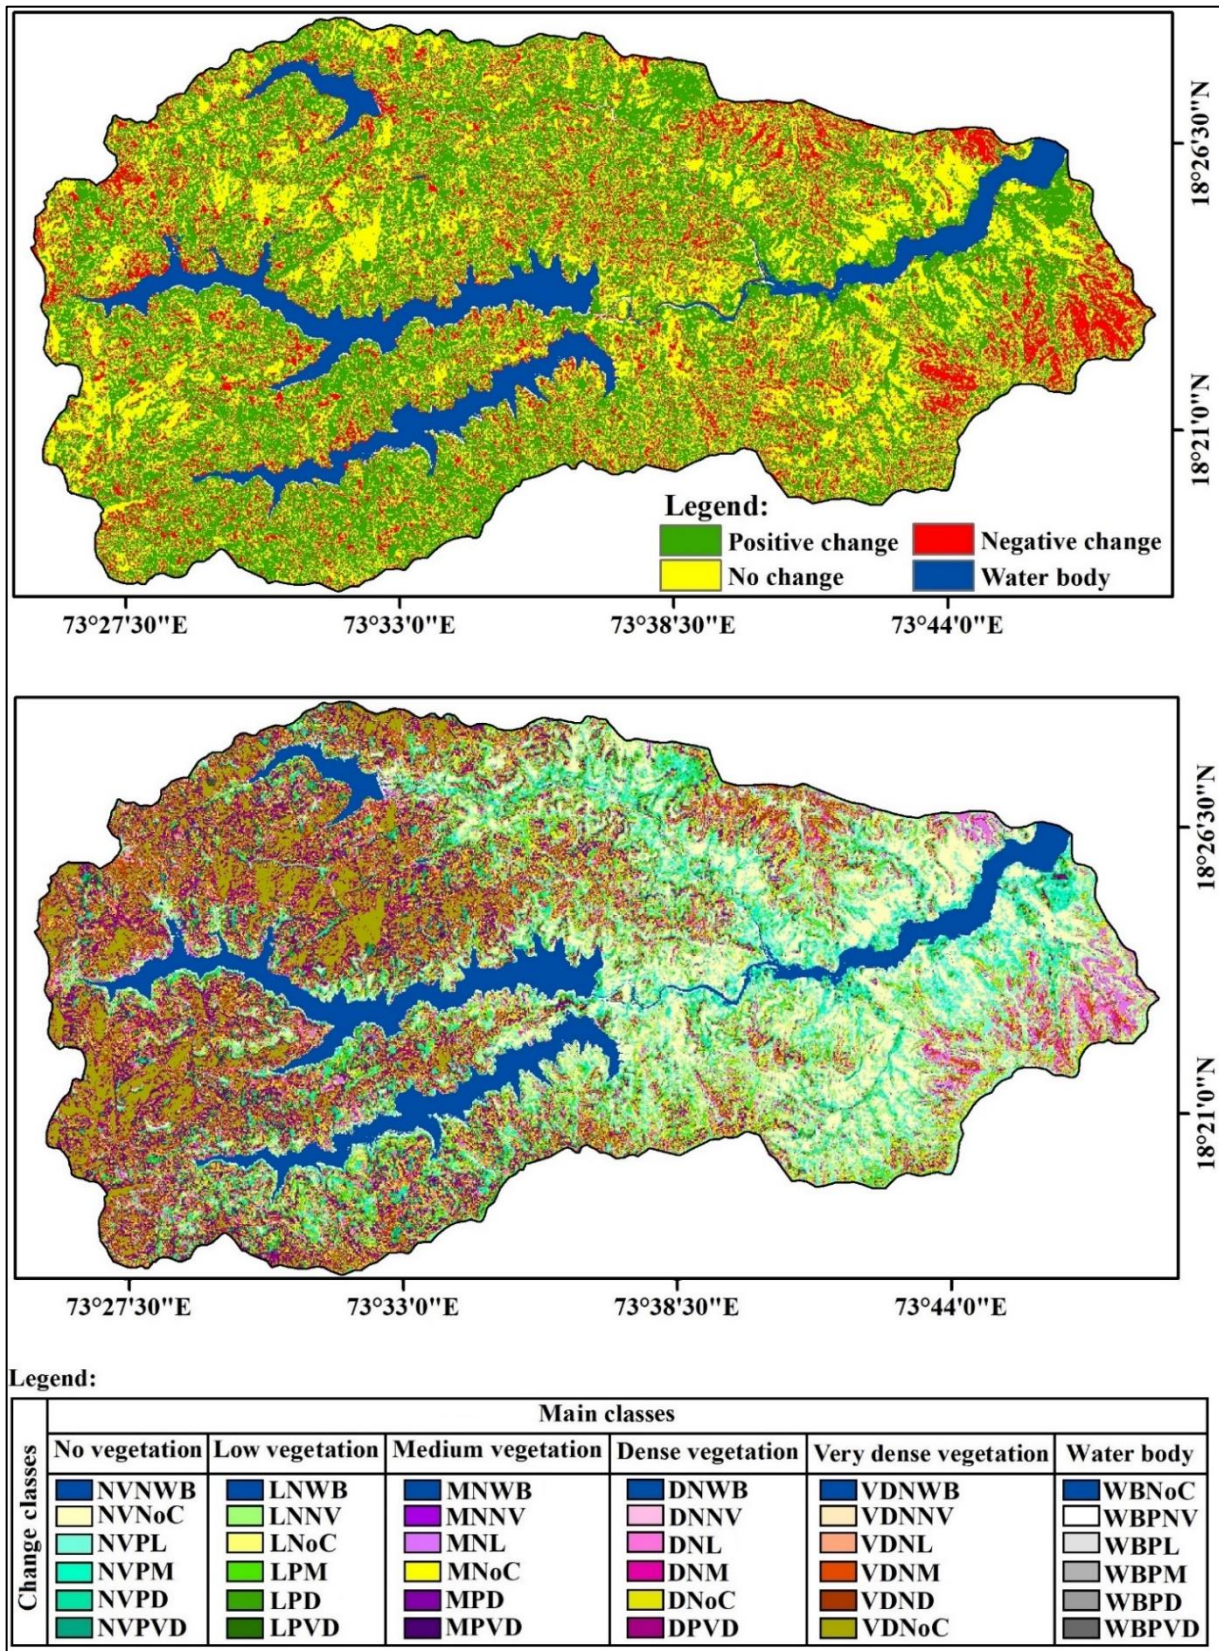 18°26'30"N
18°21'0"N
Legend:
Positive change Negative change
No change Water body
73°27'30"E 73°33'0"E 73°38'30"E 73°44'0"E
18°26'30"N
18°21'0"N
73°27'30"E 73°33'0"E 73°38'30"E 73°44'0"E
Legend:
Change classes
Main classes
No vegetation Low vegetation Medium vegetation Dense vegetation Very dense vegetation Water body
NVNWB LNWB MNWB DNWB VDNWB WBNoC
NVNoC LNNV MNNV DNNV VDNNV WBPNV
NVPL LNoC MNL DNL VDNL WBPL
NVPM LPM MNoC DNM VDNM WBPM
NVPD LPD MPD DNoC VDND WBPD
NVPVD LPVD MPVD DPVD VDNoC WBPVD